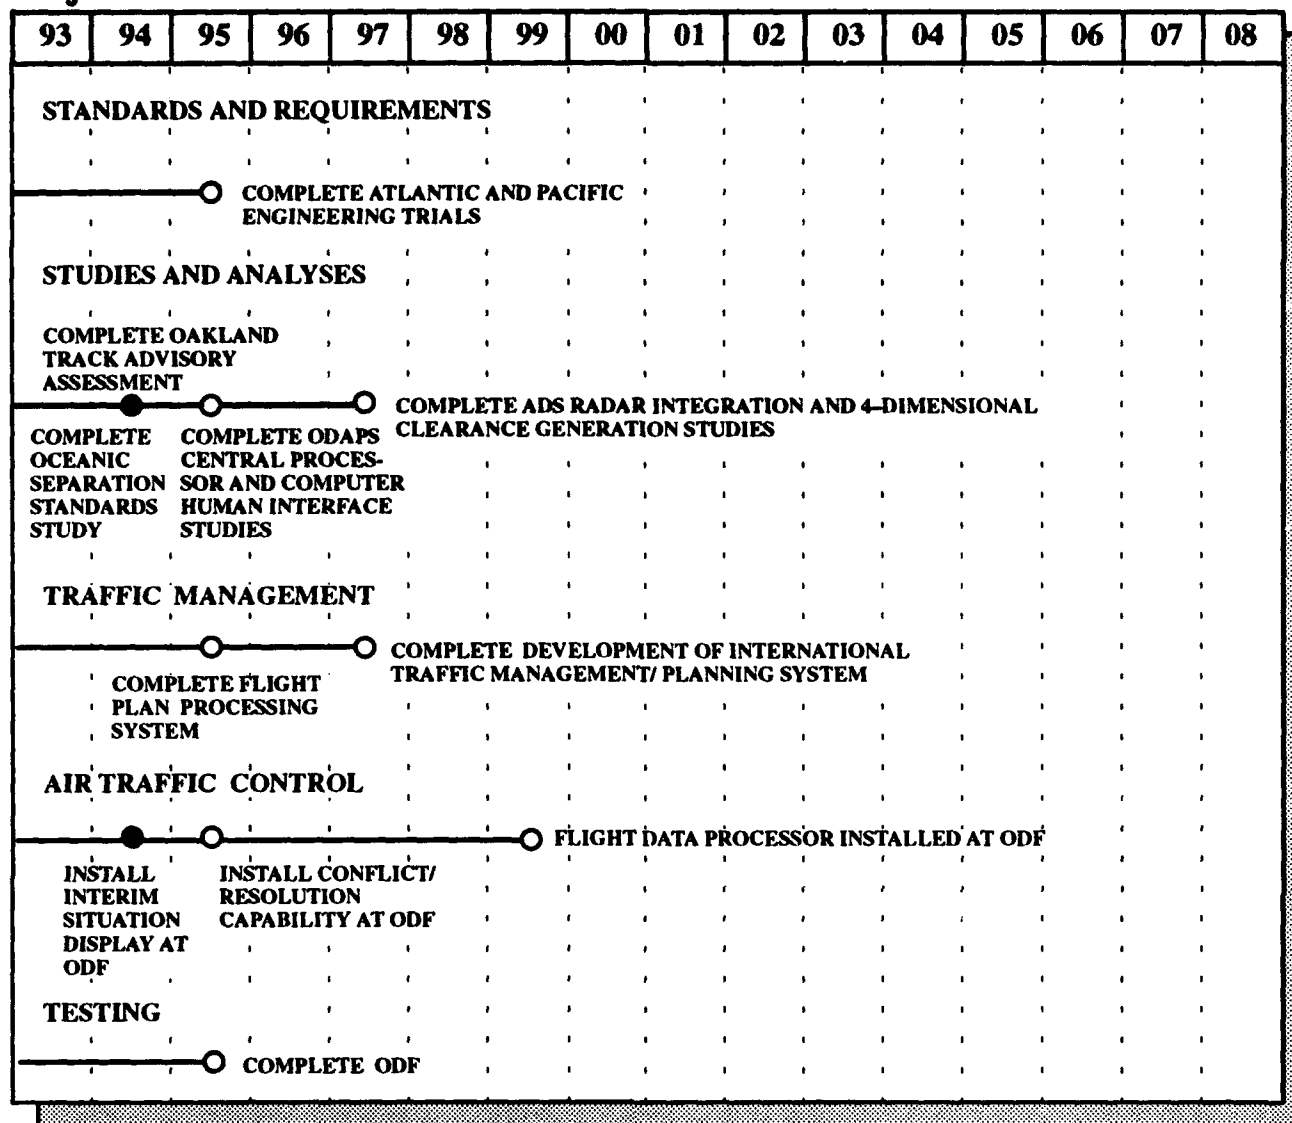 93 94 95 96 97 98 99 00 01 02 03 04 05 06 07 08
STANDARDS AND REQUIREMENTS
COMPLETE ATLANTIC AND PACIFIC
ENGINEERING TRIALS
STUDIES AND ANALYSES
COMPLETE OAKLAND
TRACK ADVISORY
ASSESSMENT
COMPLETE ADS RADAR INTEGRATION AND 4-DIMENSIONAL
CLEARANCE GENERATION STUDIES
COMPLETE
OCEANIC
SEPARATION
STANDARDS
STUDY
COMPLETE ODAPS
CENTRAL PROCES-
SOR AND COMPUTER
HUMAN INTERFACE
STUDIES
TRAFFIC MANAGEMENT
COMPLETE DEVELOPMENT OF INTERNATIONAL
TRAFFIC MANAGEMENT/ PLANNING SYSTEM
COMPLETE FLIGHT
PLAN PROCESSING
SYSTEM
AIR TRAFFIC CONTROL
FLIGHT DATA PROCESSOR INSTALLED AT ODF
INSTALL
INTERIM
SITUATION
DISPLAY AT
ODF
INSTALL CONFLICT/
RESOLUTION
CAPABILITY AT ODF
TESTING
COMPLETE ODF